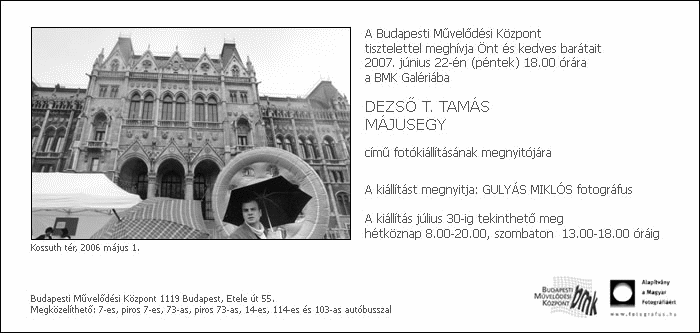 A Budapesti Művelődési Központ
tisztelettel meghívja Önt és kedves barátait
2007. június 22-én (péntek) 18.00 órára
a BMK Galériába
DEZSŐ T. TAMÁS
MÁJUSEGY
című fotókiállításának megnyitójára
A kiállítást megnyitja: GULYÁS MIKLÓS fotográfus
A kiállítás július 30-ig tekinthető meg
hétköznap 8.00-20.00, szombaton 13.00-18.00 óráig
Kossuth tér, 2006 május 1.
Budapesti Művelődési Központ 1119 Budapest, Etele út 55.
Megközelíthető: 7-es, piros 7-es, 73-as, piros 73-as, 14-es, 114-es és 103-as autóbusszal
BUDAPESTI
MŰVELŐDÉSI
KÖZPONT
bmk
Alapítvány
a Magyar
Fotográfiáért
www.fotografus.hu